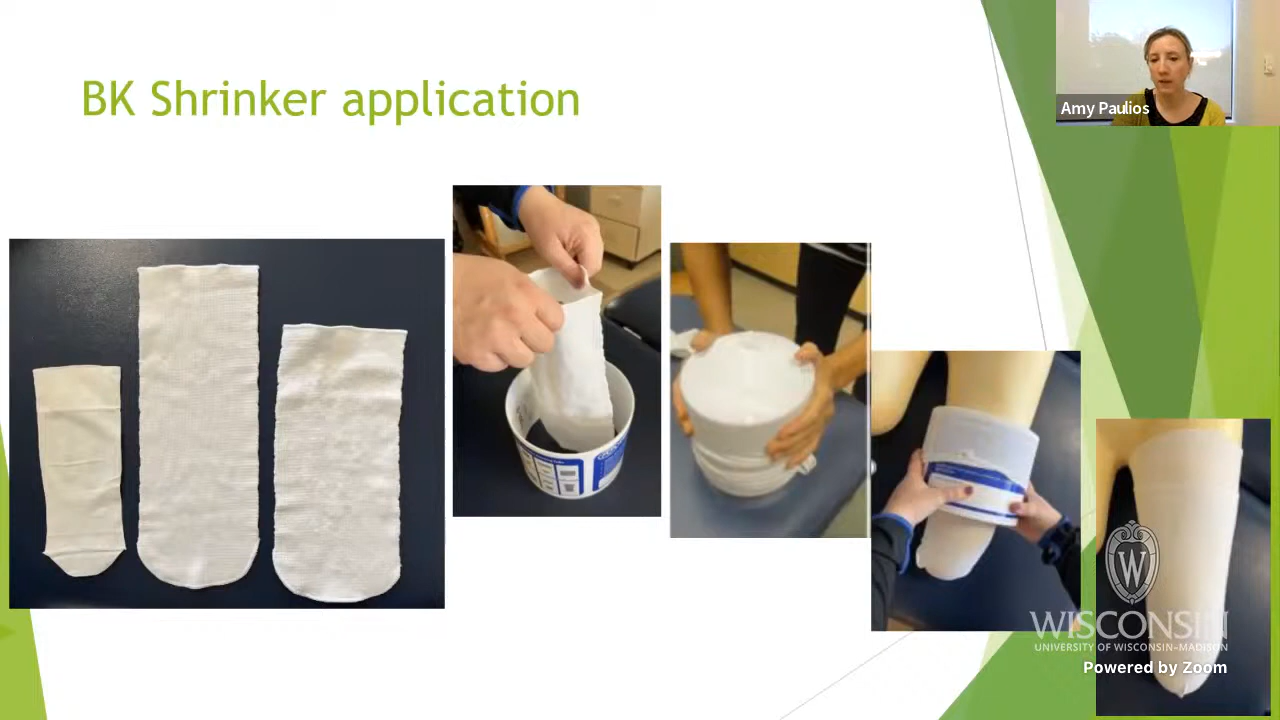 BK Shrinker application
Amy Paulios
W
WISCONSIN
UNIVERSITY OF WISCONSIN–MADISON
Powered by Zoom